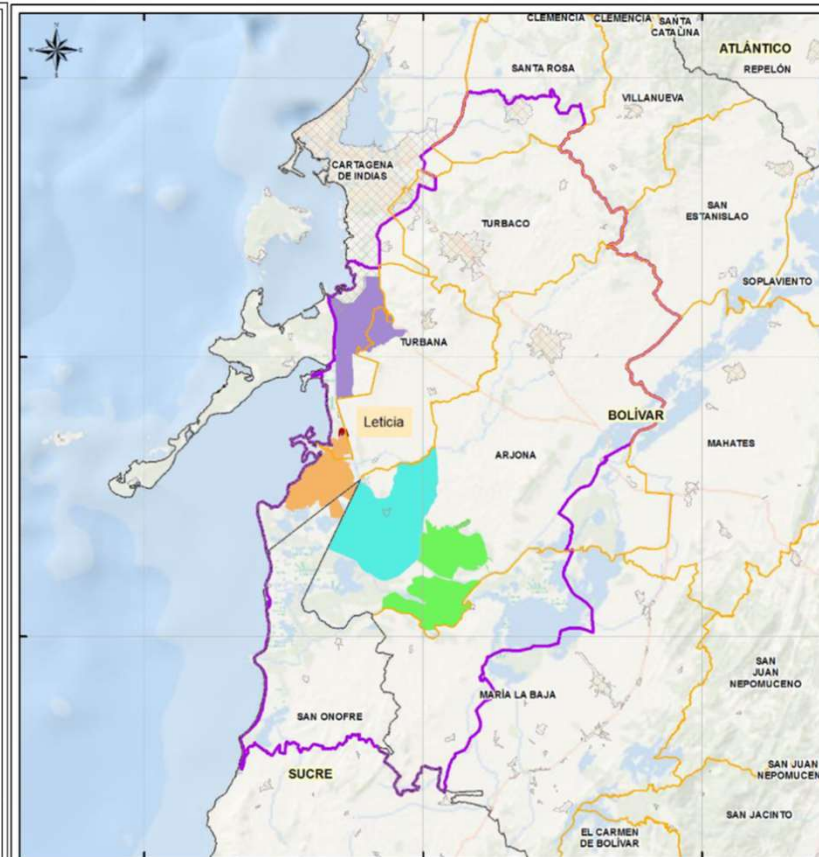 CLEMENCIA
CLEMENCIA
SANTA
CATALINA
ATLÁNTICO
REPELÓN
SANTA ROSA
VILLANUEVA
CARTAGENA
DE INDIAS
SAN
ESTANISLAO
TURBACO
SOPLAVIENTO
TURBANA
Leticia
BOLÍVAR
MAHATES
ARJONA
SAN
JUAN
NEPOMUCENO
MARÍA LA BAJA
SAN ONOFRE
SUCRE
SAN JUAN
NEPOMUCEN
SAN JACINTO
EL CARMEN
DE BOLÍVAR